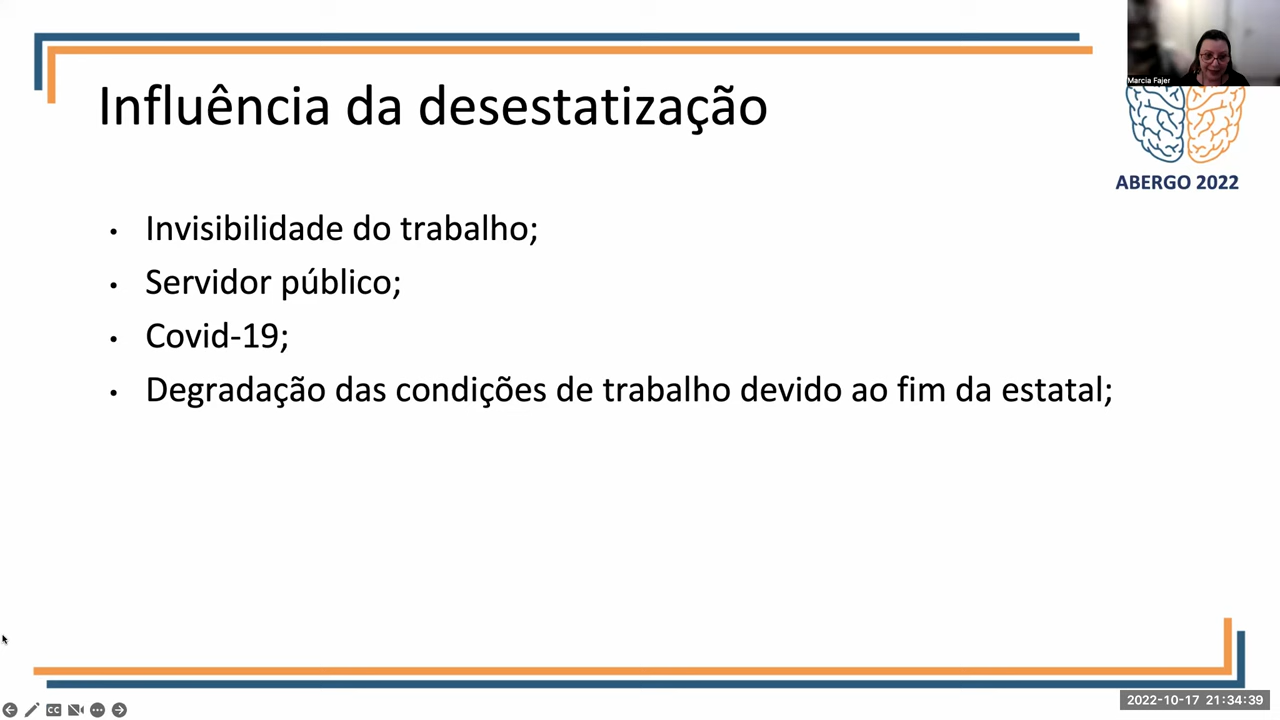 Influência da desestatização
Marcia Fajer
ABERGO 2022
• Invisibilidade do trabalho;
• Servidor público;
• Covid-19;
• Degradação das condições de trabalho devido ao fim da estatal;
CC
2022-10-17 21:34:39